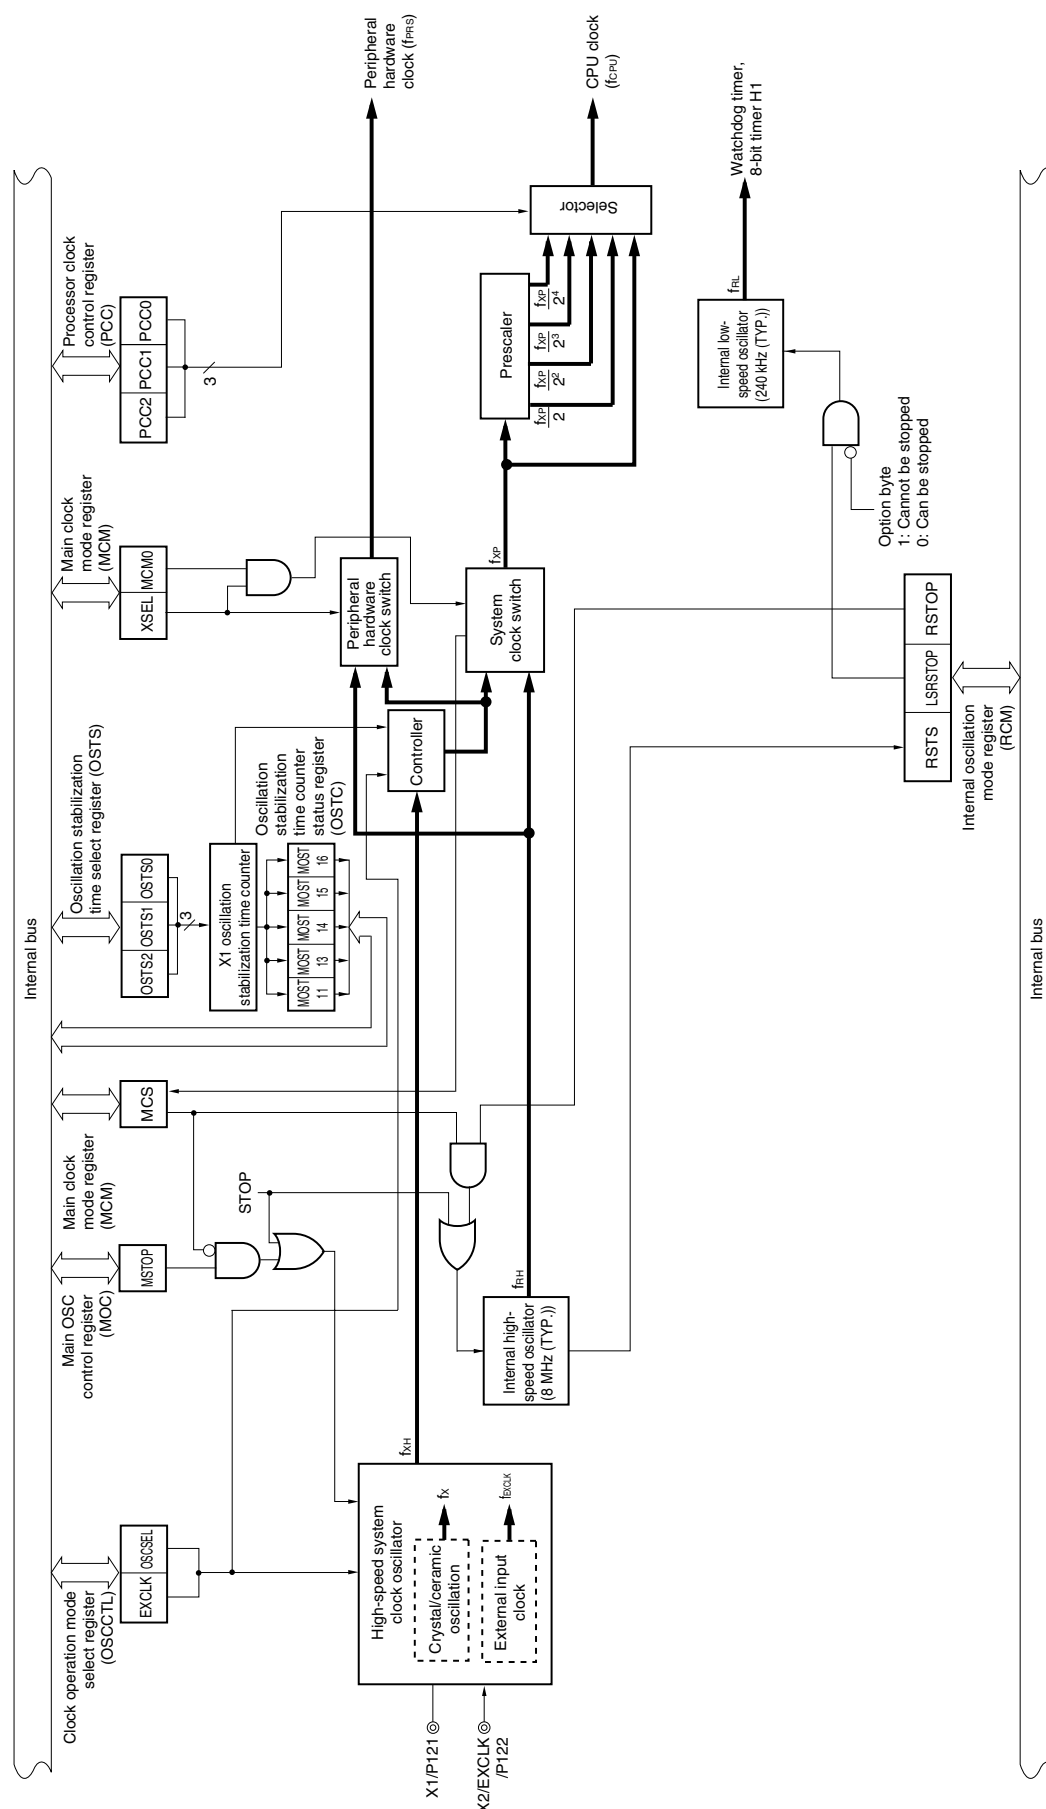 Internal bus
Clock operation mode
select register
(OSCCTL)
EXCLK
OSCSEL
Main OSC
control register
(MOC)
MSTOP
Main clock
mode register
(MCM)
MCS
Oscillation stabilization
time select register (OSTS)
OSTS2
OSTS1
OSTS0
3
X1 oscillation
stabilization time counter
MOST
11
MOST
13
MOST
14
MOST
15
MOST
16
Oscillation
stabilization
time counter
status register
(OSTC)
Main clock
mode register
(MCM)
XSEL
MCM0
Processor clock
control register
(PCC)
PCC2
PCC1
PCC0
3
STOP
Controller
Peripheral
hardware
clock switch
Peripheral
hardware
clock (fPRS)
X1/P121
X2/EXCLK
/P122
High-speed system
clock oscillator
Crystal/ceramic
oscillation
fX
External input
clock
fEXCLK
fXH
Internal high-
speed oscillator
(8 MHz (TYP.))
fRH
System
clock switch
fXP
Prescaler
fXP
2
fXP
2²
fXP
2³
fXP
2⁴
Selector
CPU clock
(fCPU)
Internal low-
speed oscillator
(240 kHz (TYP.))
fRL
Watchdog timer,
8-bit timer H1
Option byte
1: Cannot be stopped
0: Can be stopped
RSTS
LSRSTOP
RSTOP
Internal oscillation
mode register
(RCM)
Internal bus